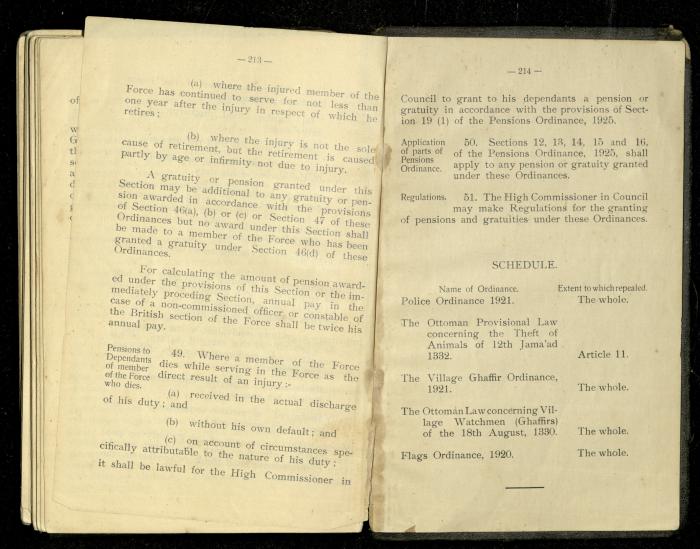 — 213 —
(a) where the injured member of the
Force has continued to serve for not less than
one year after the injury in respect of which he
retires;
(b) where the injury is not the sole
cause of retirement, but the retirement is caused
partly by age or infirmity not due to injury.
A gratuity or pension granted under this
Section may be additional to any gratuity or pen-
sion awarded in accordance with the provisions
of Section 46(a), (b) or (c) or Section 47 of these
Ordinances but no award under this Section shall
be made to a member of the Force who has been
granted a gratuity under Section 46(d) of these
Ordinances.
For calculating the amount of pension award-
ed under the provisions of this Section or the im-
mediately proceding Section, annual pay in the
case of a non-commissioned officer or constable of
the British section of the Force shall be twice his
annual pay.
Pensions to
Dependants
of member
of the Force
who dies.
49. Where a member of the Force
dies while serving in the Force as the
direct result of an injury :-
(a) received in the actual discharge
of his duty; and
(b) without his own default; and
(c) on account of circumstances spe-
cifically attributable to the nature of his duty;
it shall be lawful for the High Commissioner in
— 214 —
Council to grant to his dependants a pension or
gratuity in accordance with the provisions of Sect-
ion 19 (1) of the Pensions Ordinance, 1925.
Application
of parts of
Pensions
Ordinance.
50. Sections 12, 13, 14, 15 and 16,
of the Pensions Ordinance, 1925, shall
apply to any pension or gratuity granted
under these Ordinances.
Regulations.
51. The High Commissioner in Council
may make Regulations for the granting
of pensions and gratuities under these Ordinances.
SCHEDULE.
Name of Ordinance. Extent to which repealed.
Police Ordinance 1921. The whole.
The Ottoman Provisional Law
concerning the Theft of
Animals of 12th Jama'ad
1332. Article 11.
The Village Ghaffir Ordinance,
1921. The whole.
The Ottoman Law concerning Vil-
lage Watchmen (Ghaffirs)
of the 18th August, 1330. The whole.
Flags Ordinance, 1920. The whole.